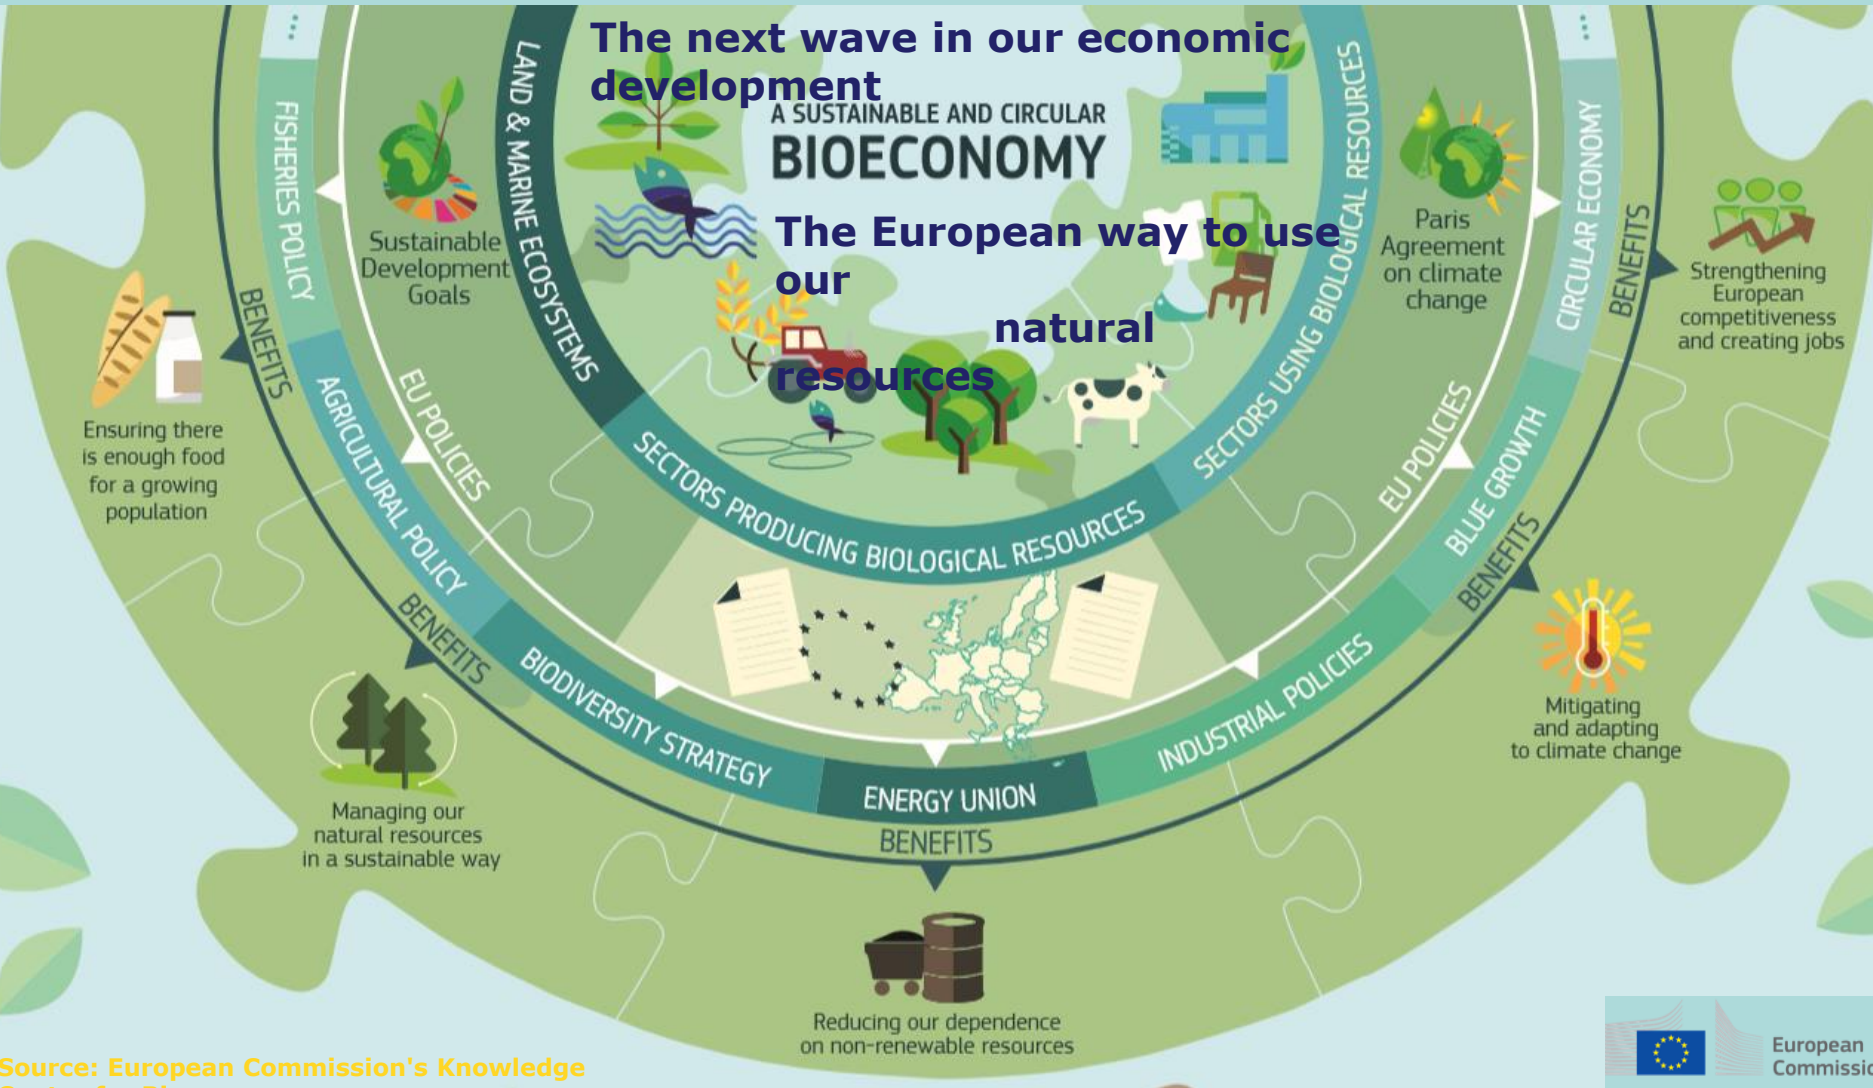 The next wave in our economic
development
A SUSTAINABLE AND CIRCULAR
BIOECONOMY
The European way to use
our
natural
resources
LAND & MARINE ECOSYSTEMS
SECTORS PRODUCING BIOLOGICAL RESOURCES
SECTORS USING BIOLOGICAL RESOURCES
Sustainable
Development
Goals
Paris
Agreement
on climate
change
EU POLICIES
EU POLICIES
...
FISHERIES POLICY
AGRICULTURAL POLICY
BIODIVERSITY STRATEGY
ENERGY UNION
INDUSTRIAL POLICIES
BLUE GROWTH
CIRCULAR ECONOMY
...
BENEFITS
Ensuring there
is enough food
for a growing
population
BENEFITS
Managing our
natural resources
in a sustainable way
BENEFITS
Reducing our dependence
on non-renewable resources
BENEFITS
Mitigating
and adapting
to climate change
BENEFITS
Strengthening
European
competitiveness
and creating jobs
Source: European Commission's Knowledge
European